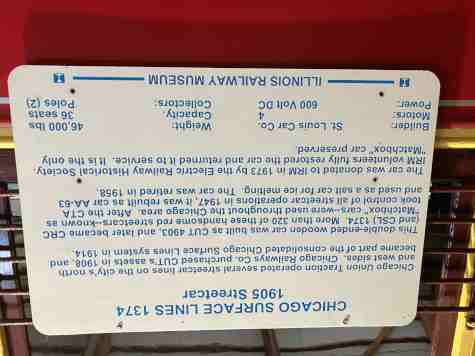 CHICAGO SURFACE LINES 1374
1905 Streetcar
Chicago Union Traction operated several streetcar lines on the city's north
and west sides. Chicago Railways Co. purchased CUT's assets in 1908, and
became part of the consolidated Chicago Surface Lines system in 1914.
This double-ended wooden car was built as CUT 4903, and later became CRC
(and CSL) 1374. More than 320 of these handsome streetcars–known as
"Matchbox" cars–were used throughout the Chicago area. After the CTA
took control of all streetcar operations in 1947, it was rebuilt as car AA-63
and used as a salt car for ice melting. The car was retired in 1958.
The car was donated to IRM in 1973 by the Electric Railway Historical Society.
IRM volunteers fully restored the car and returned it to service. It is the only
"Matchbox" preserved.
Builder: St. Louis Car Co. Weight: 46,000 lbs
Motors: 4 Capacity: 36 seats
Power: 600 Volt DC Collectors: Poles (2)
ILLINOIS RAILWAY MUSEUM